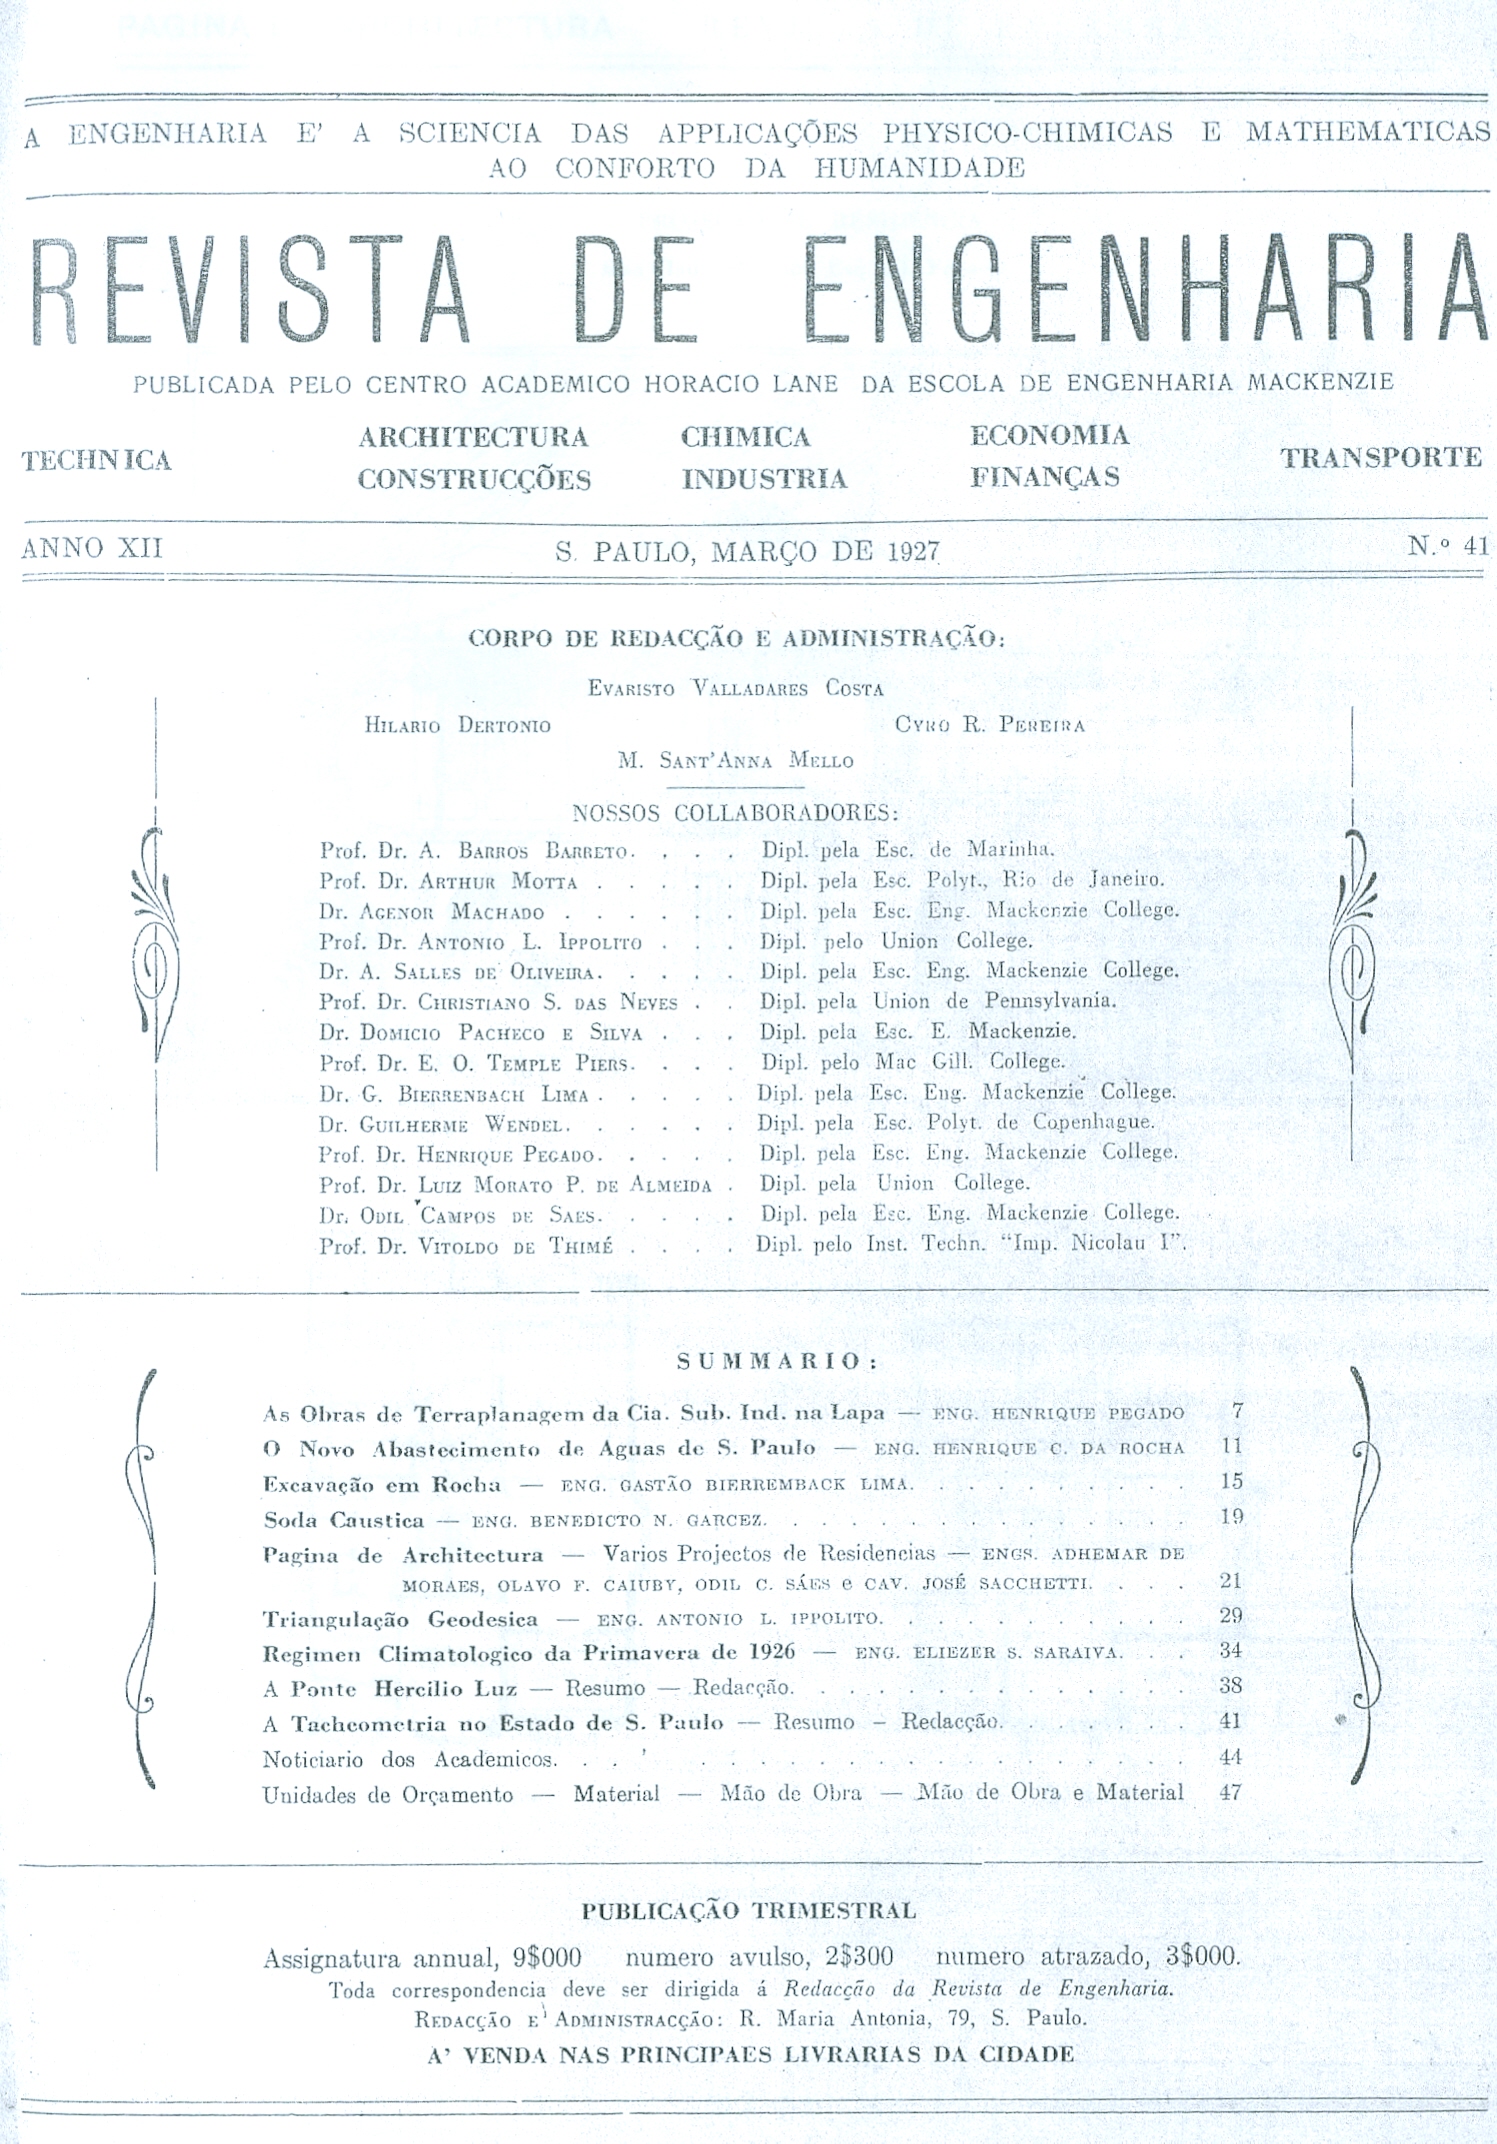 A ENGENHARIA E' A SCIENCIA DAS APPLICAÇÕES PHYSICO-CHIMICAS E MATHEMATICAS
AO CONFORTO DA HUMANIDADE
REVISTA DE ENGENHARIA
PUBLICADA PELO CENTRO ACADEMICO HORACIO LANE DA ESCOLA DE ENGENHARIA MACKENZIE
TECHNICA
ARCHITECTURA
CONSTRUCÇÕES
CHIMICA
INDUSTRIA
ECONOMIA
FINANÇAS
TRANSPORTE
ANNO XII S. PAULO, MARÇO DE 1927 N.º 41
CORPO DE REDACÇÃO E ADMINISTRAÇÃO:
EVARISTO VALLADARES COSTA
HILARIO DERTONIO CYRO R. PEREIRA
M. SANT'ANNA MELLO
NOSSOS COLLABORADORES:
Prof. Dr. A. BARROS BARRETO. . . . Dipl. pela Esc. de Marinha.
Prof. Dr. ARTHUR MOTTA . . . . . Dipl. pela Esc. Polyt., Rio de Janeiro.
Dr. AGENOR MACHADO . . . . . . Dipl. pela Esc. Eng. Mackenzie College.
Prof. Dr. ANTONIO L. IPPOLITO . . . Dipl. pelo Union College.
Dr. A. SALLES DE OLIVEIRA. . . . . Dipl. pela Esc. Eng. Mackenzie College.
Prof. Dr. CHRISTIANO S. DAS NEVES . . Dipl. pela Union de Pennsylvania.
Dr. DOMICIO PACHECO E SILVA . . . Dipl. pela Esc. E. Mackenzie.
Prof. Dr. E. O. TEMPLE PIERS. . . . Dipl. pelo Mac Gill. College.
Dr. G. BIERRENBACH LIMA . . . . . Dipl. pela Esc. Eng. Mackenzie College.
Dr. GUILHERME WENDEL. . . . . . Dipl. pela Esc. Polyt. de Copenhague.
Prof. Dr. HENRIQUE PEGADO. . . . . Dipl. pela Esc. Eng. Mackenzie College.
Prof. Dr. LUIZ MORATO P. DE ALMEIDA . Dipl. pela Union College.
Dr. ODIL CAMPOS DE SAES. . . . . Dipl. pela Esc. Eng. Mackenzie College.
Prof. Dr. VITOLDO DE THIMÉ . . . . Dipl. pelo Inst. Techn. "Imp. Nicolau I".
SUMMARIO:
As Obras de Terraplanagem da Cia. Sub. Ind. na Lapa — ENG. HENRIQUE PEGADO 7
O Novo Abastecimento de Aguas de S. Paulo — ENG. HENRIQUE C. DA ROCHA 11
Excavação em Rocha — ENG. GASTÃO BIERREMBACK LIMA. . . . . . . . . 15
Soda Caustica — ENG. BENEDICTO N. GARCEZ. . . . . . . . . . . . . . 19
Pagina de Architectura — Varios Projectos de Residencias — ENGS. ADHEMAR DE
MORAES, OLAVO F. CAIUBY, ODIL C. SÁES e CAV. JOSÉ SACCHETTI. . . . 21
Triangulação Geodesica — ENG. ANTONIO L. IPPOLITO. . . . . . . . . . . 29
Regimen Climatologico da Primavera de 1926 — ENG. ELIEZER S. SARAIVA. . . 34
A Ponte Hercilio Luz — Resumo — Redacção. . . . . . . . . . . . . 38
A Tacheometria no Estado de S. Paulo — Resumo – Redacção. . . . . . . 41
Noticiario dos Academicos. . . . . . . . . . . . . . . . . . 44
Unidades de Orçamento — Material — Mão de Obra — Mão de Obra e Material 47
PUBLICAÇÃO TRIMESTRAL
Assignatura annual, 9$000 numero avulso, 2$300 numero atrazado, 3$000.
Toda correspondencia deve ser dirigida á Redacção da Revista de Engenharia.
REDACÇÃO E ADMINISTRACÇÃO: R. Maria Antonia, 79, S. Paulo.
A' VENDA NAS PRINCIPAES LIVRARIAS DA CIDADE